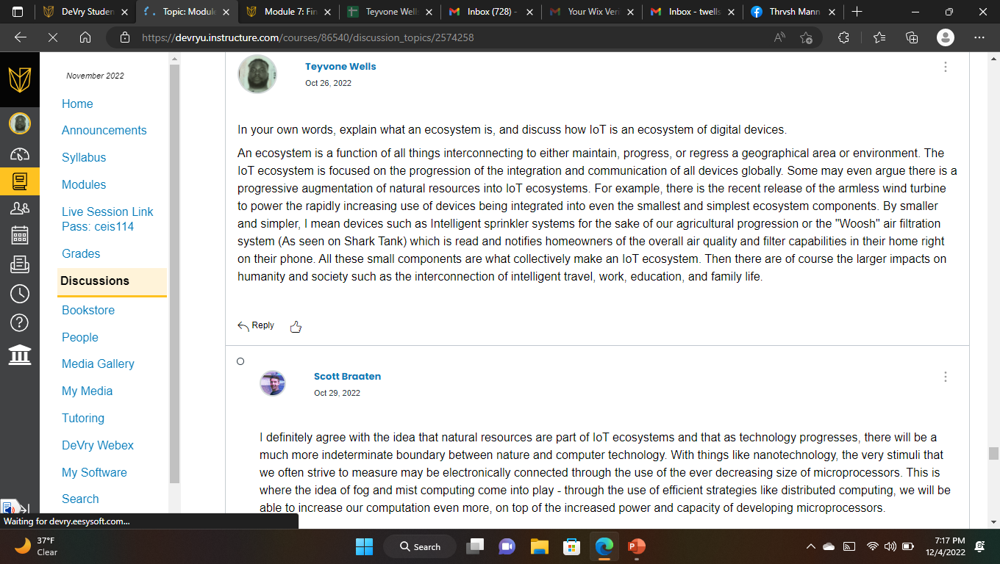 DeVry Studen
Topic: Module
Module 7: Fin
Teyvone Wells
Inbox (728) -
Your Wix Veri
Inbox - twells
Thrvsh Mann
https://devryu.instructure.com/courses/86540/discussion_topics/2574258
November 2022
Home
Announcements
Syllabus
Modules
Live Session Link
Pass: ceis114
Grades
Discussions
Bookstore
People
Media Gallery
My Media
Tutoring
DeVry Webex
My Software
Search
Teyvone Wells
Oct 26, 2022
In your own words, explain what an ecosystem is, and discuss how IoT is an ecosystem of digital devices.
An ecosystem is a function of all things interconnecting to either maintain, progress, or regress a geographical area or environment. The
IoT ecosystem is focused on the progression of the integration and communication of all devices globally. Some may even argue there is a
progressive augmentation of natural resources into IoT ecosystems. For example, there is the recent release of the armless wind turbine
to power the rapidly increasing use of devices being integrated into even the smallest and simplest ecosystem components. By smaller
and simpler, I mean devices such as Intelligent sprinkler systems for the sake of our agricultural progression or the "Woosh" air filtration
system (As seen on Shark Tank) which is read and notifies homeowners of the overall air quality and filter capabilities in their home right
on their phone. All these small components are what collectively make an IoT ecosystem. Then there are of course the larger impacts on
humanity and society such as the interconnection of intelligent travel, work, education, and family life.
Reply
Scott Braaten
Oct 29, 2022
I definitely agree with the idea that natural resources are part of IoT ecosystems and that as technology progresses, there will be a
much more indeterminate boundary between nature and computer technology. With things like nanotechnology, the very stimuli that
we often strive to measure may be electronically connected through the use of the ever decreasing size of microprocessors. This is
where the idea of fog and mist computing come into play - through the use of efficient strategies like distributed computing, we will be
able to increase our computation even more, on top of the increased power and capacity of developing microprocessors.
Waiting for devry.eesysoft.com...
37°F
Clear
Search
7:17 PM
12/4/2022